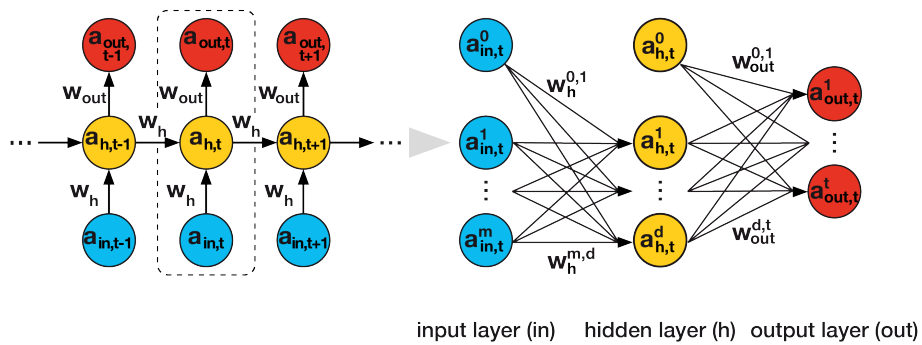 a out, t-1
a out,t
a out, t+1
w out
w out
w out
... a h,t-1
w h
a h,t
w h
a h,t+1
...
w h
w h
w h
a in,t-1
a in,t
a in,t+1
a 0 in,t
a 0 h,t
w 0,1 h
w 0,1 out
a 1 out,t
a 1 in,t
a 1 h,t
...
...
...
a t out,t
a m in,t
a d h,t
w d,t out
w m,d h
input layer (in) hidden layer (h) output layer (out)